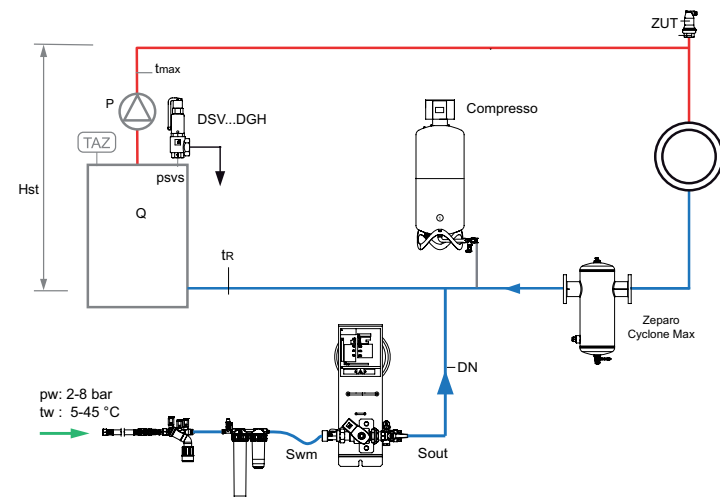 ZUT
tmax
P
DSV...DGH
Compresso
TAZ
psvs
Hst
Q
tR
Zeparo
Cyclone Max
DN
pw: 2-8 bar
tw : 5-45 °C
Swm
Sout